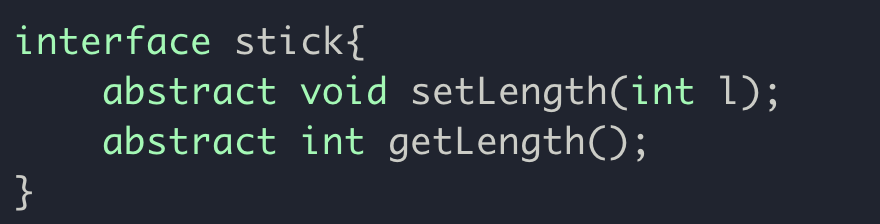 interface stick{
    abstract void setLength(int l);
    abstract int getLength();
}